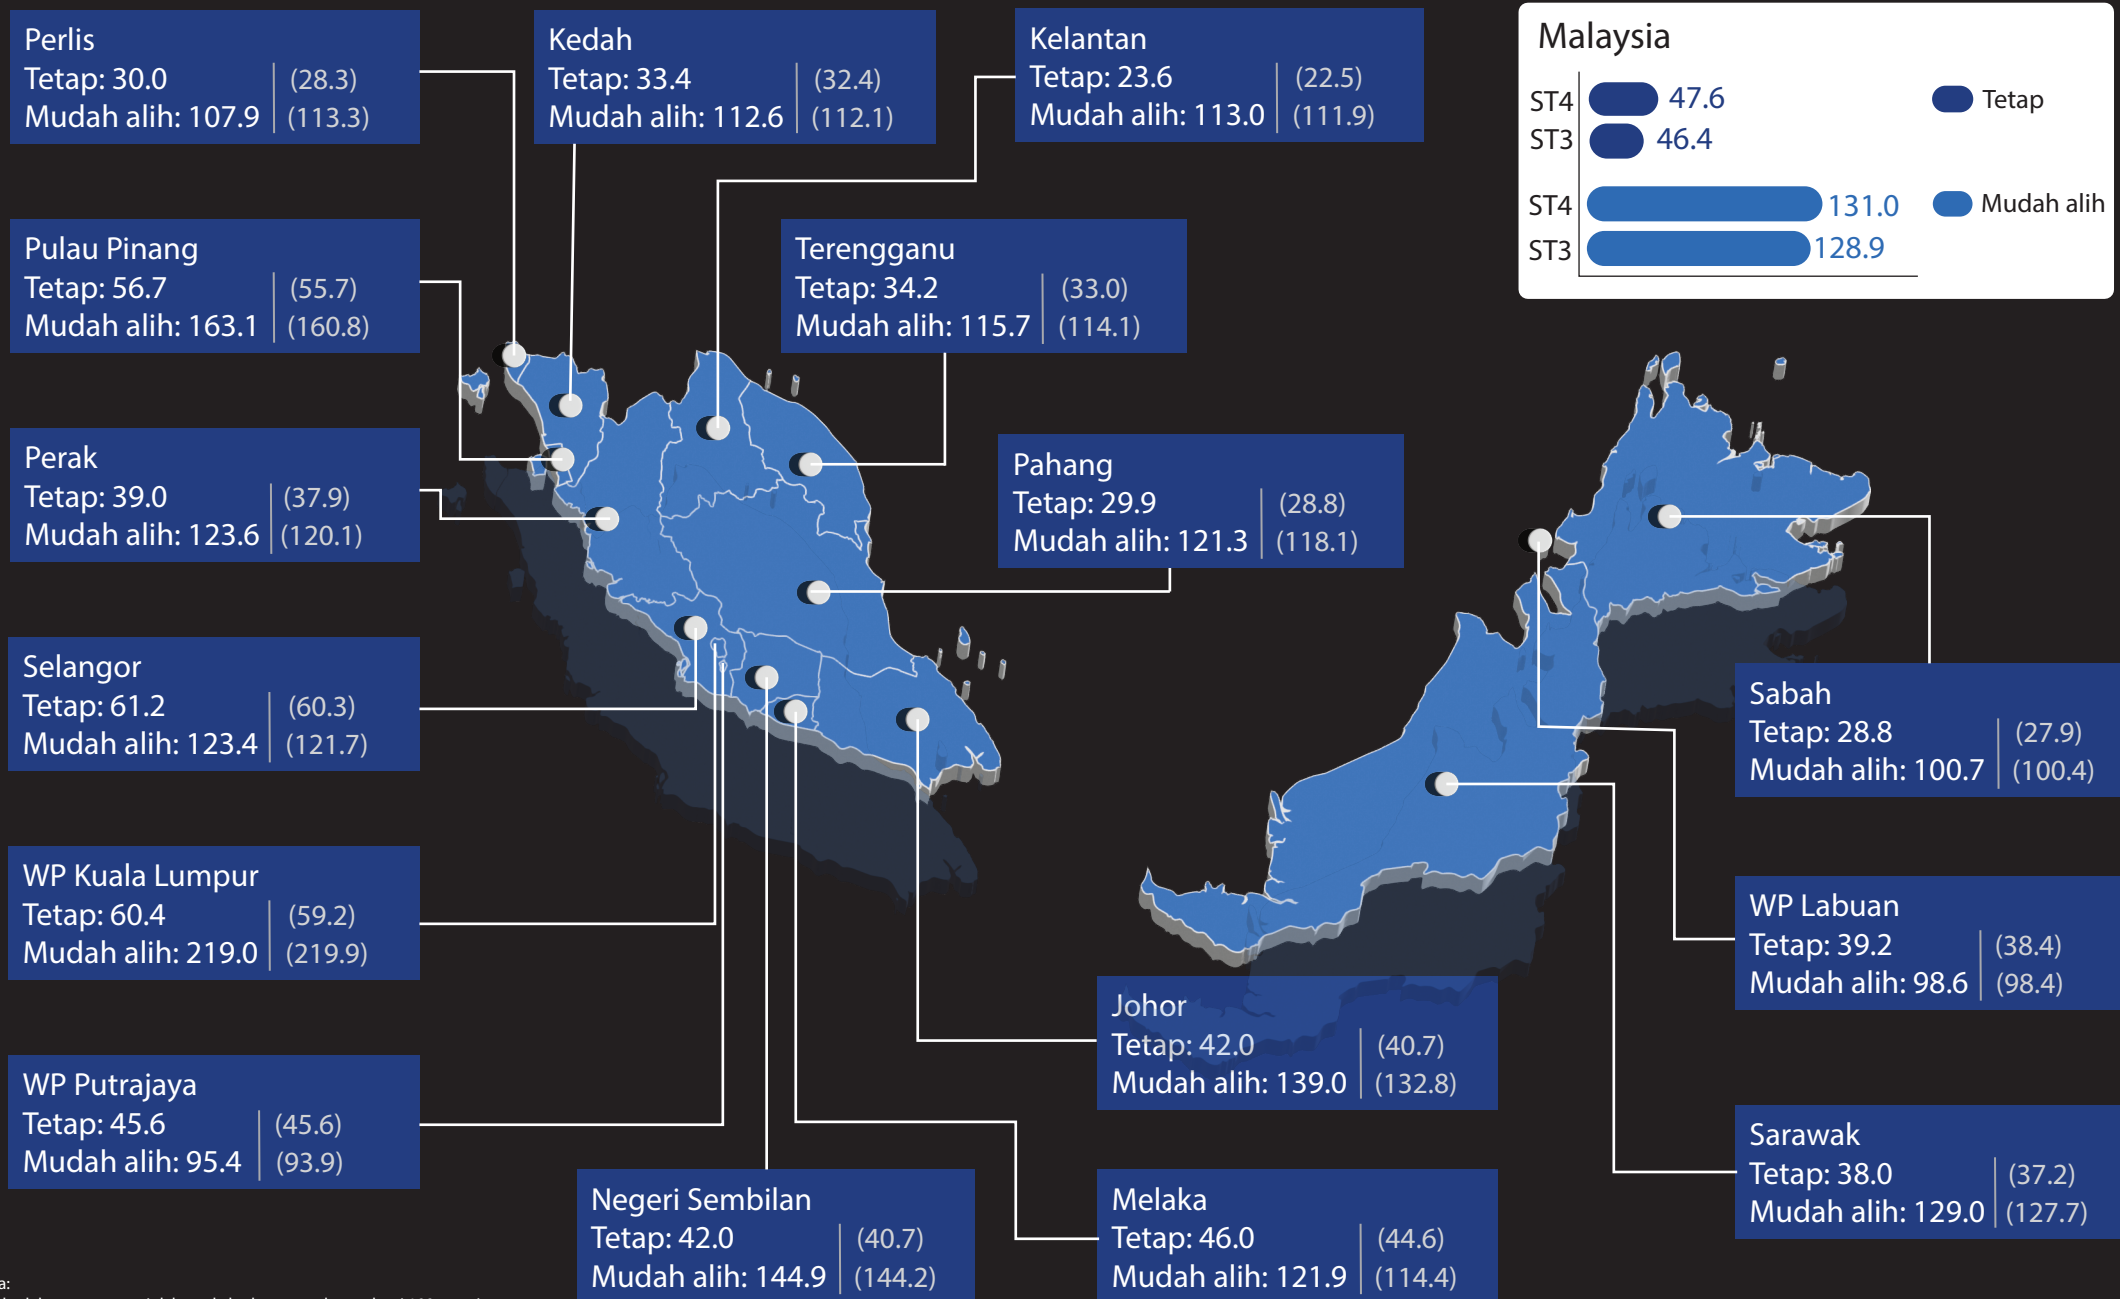 Perlis
Tetap: 30.0 (28.3)
Mudah alih: 107.9 (113.3)
Kedah
Tetap: 33.4 (32.4)
Mudah alih: 112.6 (112.1)
Kelantan
Tetap: 23.6 (22.5)
Mudah alih: 113.0 (111.9)
Malaysia
ST4 47.6
ST3 46.4
ST4 131.0
ST3 128.9
Tetap
Mudah alih
Pulau Pinang
Tetap: 56.7 (55.7)
Mudah alih: 163.1 (160.8)
Terengganu
Tetap: 34.2 (33.0)
Mudah alih: 115.7 (114.1)
Perak
Tetap: 39.0 (37.9)
Mudah alih: 123.6 (120.1)
Pahang
Tetap: 29.9 (28.8)
Mudah alih: 121.3 (118.1)
Selangor
Tetap: 61.2 (60.3)
Mudah alih: 123.4 (121.7)
Sabah
Tetap: 28.8 (27.9)
Mudah alih: 100.7 (100.4)
WP Kuala Lumpur
Tetap: 60.4 (59.2)
Mudah alih: 219.0 (219.9)
WP Labuan
Tetap: 39.2 (38.4)
Mudah alih: 98.6 (98.4)
Johor
Tetap: 42.0 (40.7)
Mudah alih: 139.0 (132.8)
WP Putrajaya
Tetap: 45.6 (45.6)
Mudah alih: 95.4 (93.9)
Sarawak
Tetap: 38.0 (37.2)
Mudah alih: 129.0 (127.7)
Negeri Sembilan
Tetap: 42.0 (40.7)
Mudah alih: 144.9 (144.2)
Melaka
Tetap: 46.0 (44.6)
Mudah alih: 121.9 (114.4)